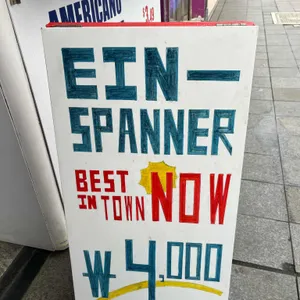 AMERICANO
EIN—
SPANNER
BEST IN TOWN NOW
₩4,000